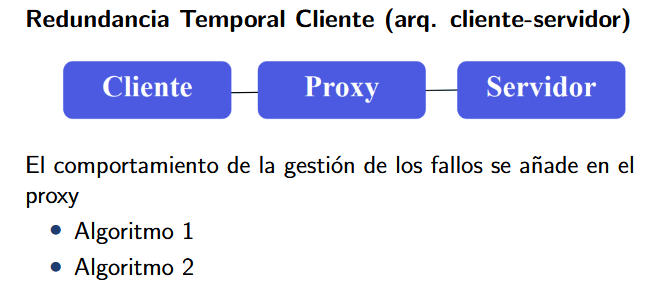 Redundancia Temporal Cliente (arq. cliente-servidor)
Cliente Proxy Servidor
El comportamiento de la gestión de los fallos se añade en el
proxy
• Algoritmo 1
• Algoritmo 2